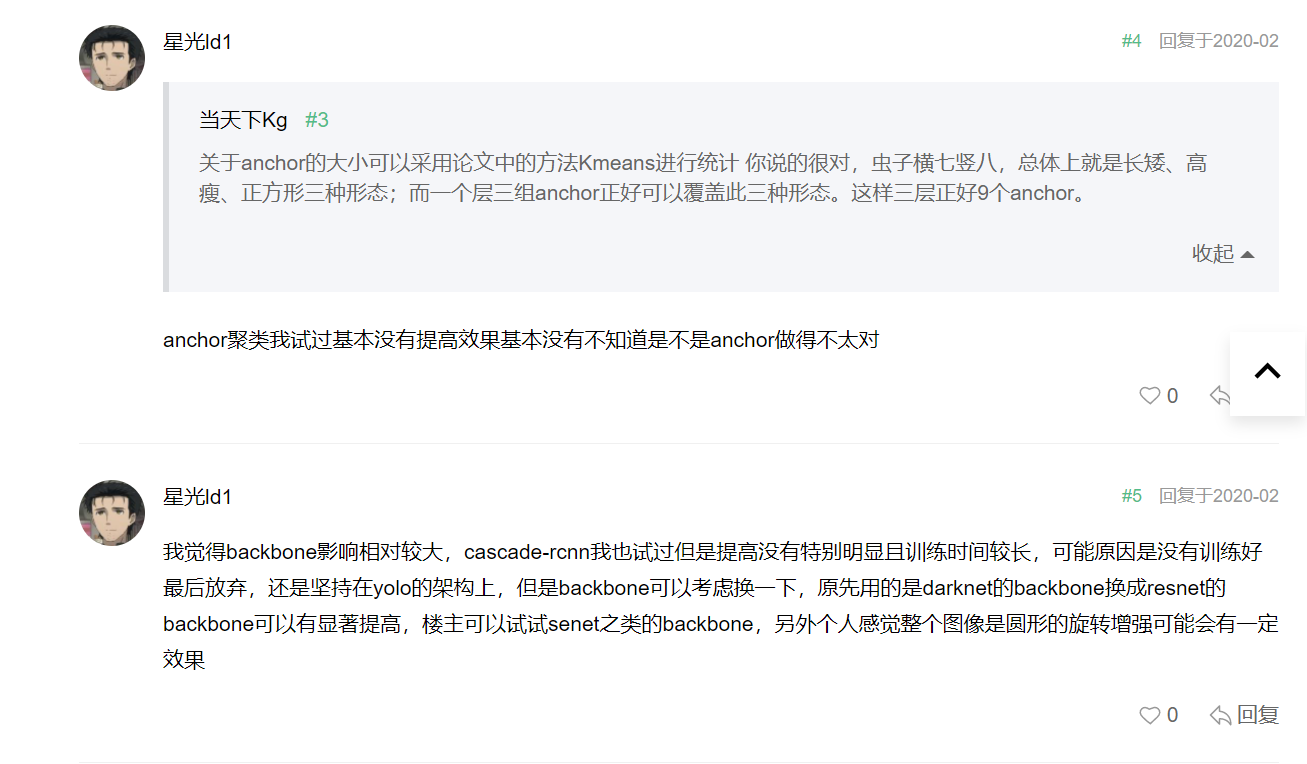 星光ld1
#4 回复于2020-02
当天下Kg #3
关于anchor的大小可以采用论文中的方法Kmeans进行统计 你说的很对，虫子横七竖八，总体上就是长矮、高
瘦、正方形三种形态；而一个层三组anchor正好可以覆盖此三种形态。这样三层正好9个anchor。
收起
anchor聚类我试过基本没有提高效果基本没有不知道是不是anchor做得不太对
0
星光ld1
#5 回复于2020-02
我觉得backbone影响相对较大，cascade-rcnn我也试过但是提高没有特别明显且训练时间较长，可能原因是没有训练好
最后放弃，还是坚持在yolo的架构上，但是backbone可以考虑换一下，原先用的是darknet的backbone换成resnet的
backbone可以有显著提高，楼主可以试试senet之类的backbone，另外个人感觉整个图像是圆形的旋转增强可能会有一定
效果
0 回复